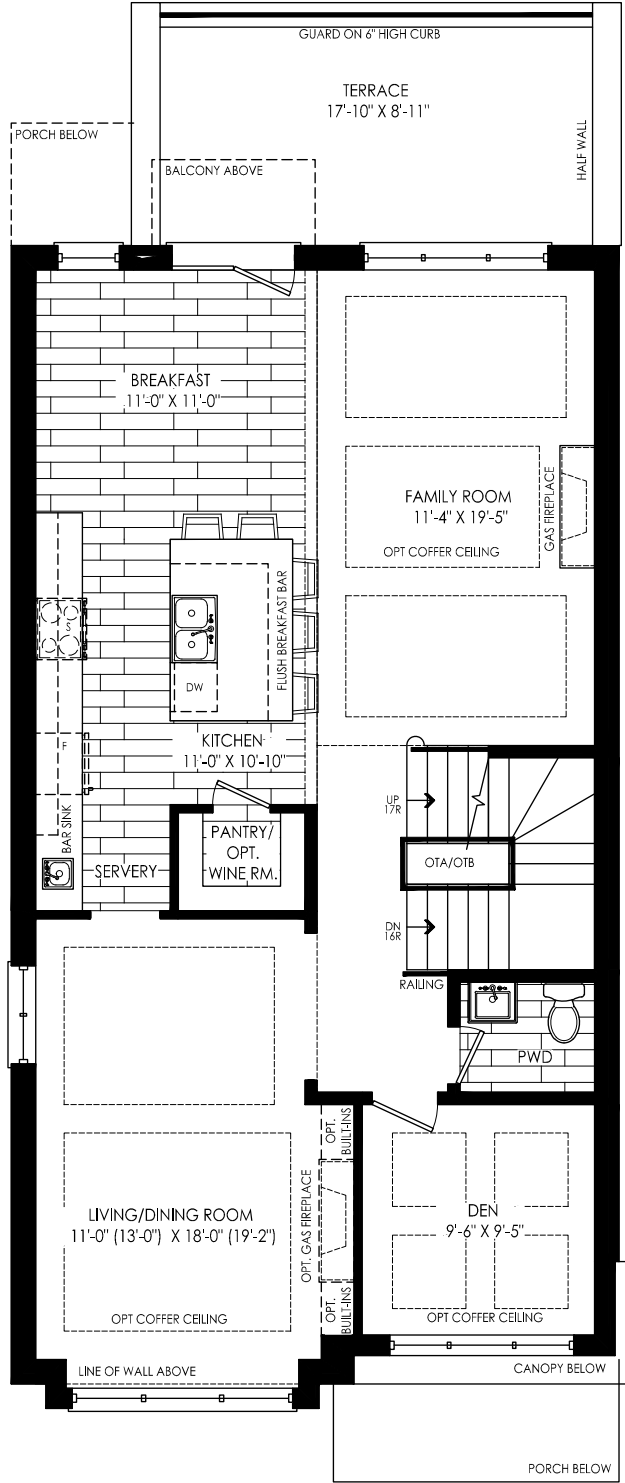 GUARD ON 6" HIGH CURB
TERRACE
17'-10" X 8'-11"
HALF WALL
PORCH BELOW
BALCONY ABOVE
BREAKFAST
11'-0" X 11'-0"
FAMILY ROOM
11'-4" X 19'-5"
OPT COFFER CEILING
GAS FIREPLACE
FLUSH BREAKFAST BAR
S
DW
F
KITCHEN
11'-0" X 10'-10"
BAR SINK
SERVERY
PANTRY/
OPT.
WINE RM.
UP
17R
OTA/OTB
DN
16R
RAILING
PWD
OPT.
BUILT-INS
LIVING/DINING ROOM
11'-0" (13'-0") X 18'-0" (19'-2")
OPT. GAS FIREPLACE
DEN
9'-6" X 9'-5"
OPT COFFER CEILING
OPT.
BUILT-INS
OPT COFFER CEILING
LINE OF WALL ABOVE
CANOPY BELOW
PORCH BELOW